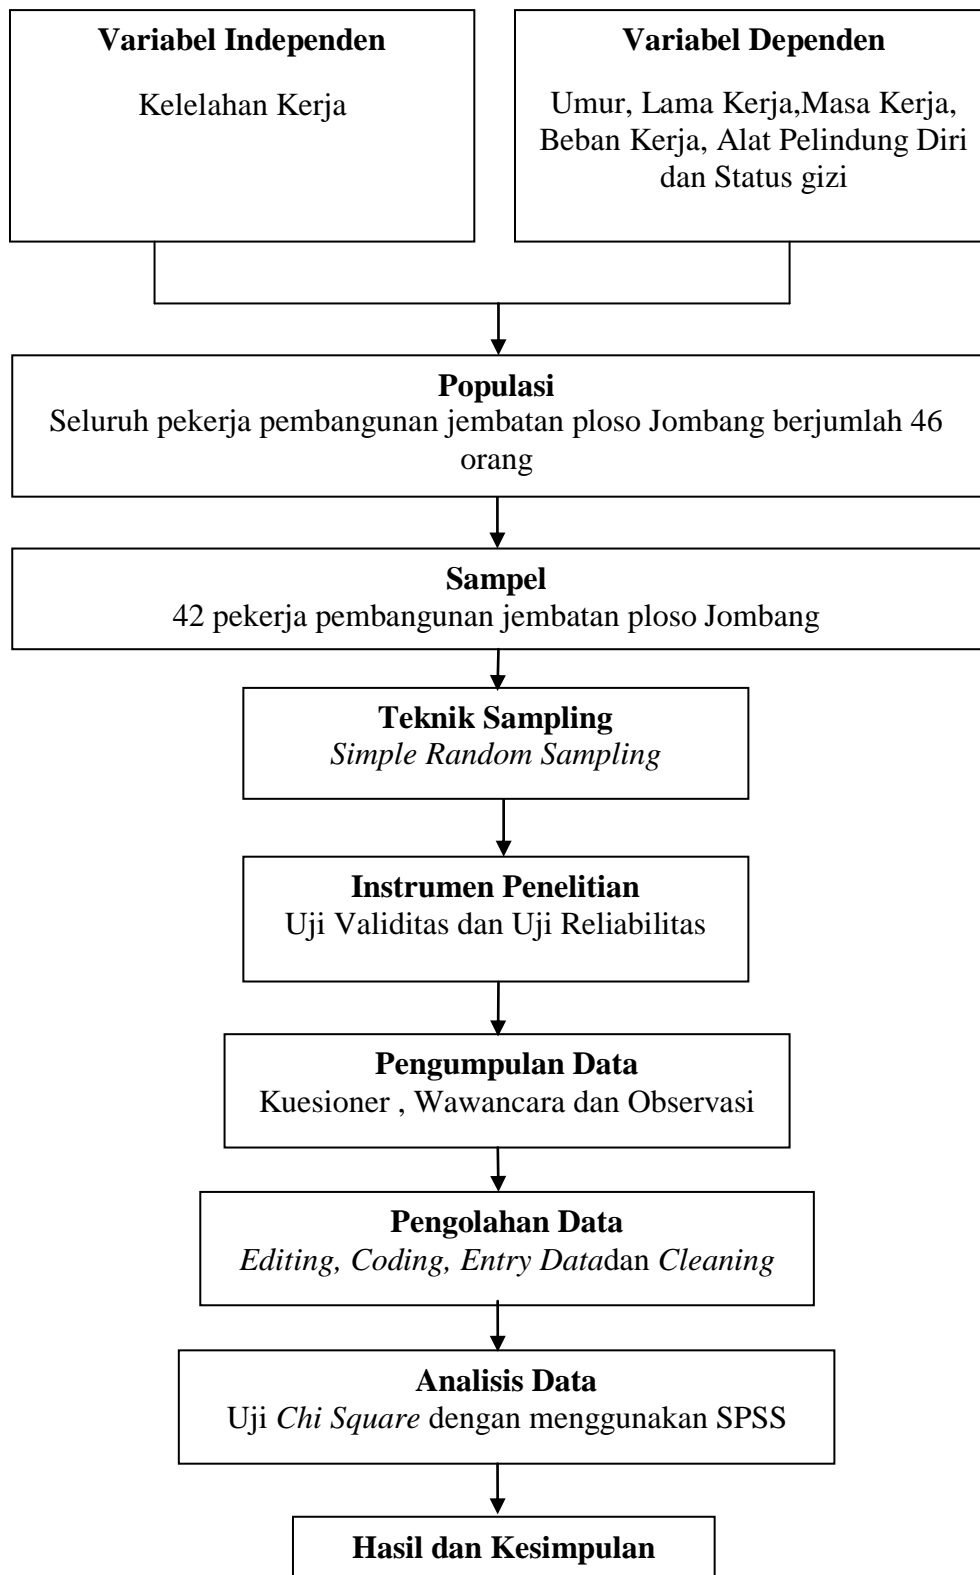 Variabel Independen
Kelelahan Kerja
Variabel Dependen
Umur, Lama Kerja,Masa Kerja,
Beban Kerja, Alat Pelindung Diri
dan Status gizi
Populasi
Seluruh pekerja pembangunan jembatan ploso Jombang berjumlah 46
orang
Sampel
42 pekerja pembangunan jembatan ploso Jombang
Teknik Sampling
Simple Random Sampling
Instrumen Penelitian
Uji Validitas dan Uji Reliabilitas
Pengumpulan Data
Kuesioner , Wawancara dan Observasi
Pengolahan Data
Editing, Coding, Entry Datadan Cleaning
Analisis Data
Uji Chi Square dengan menggunakan SPSS
Hasil dan Kesimpulan